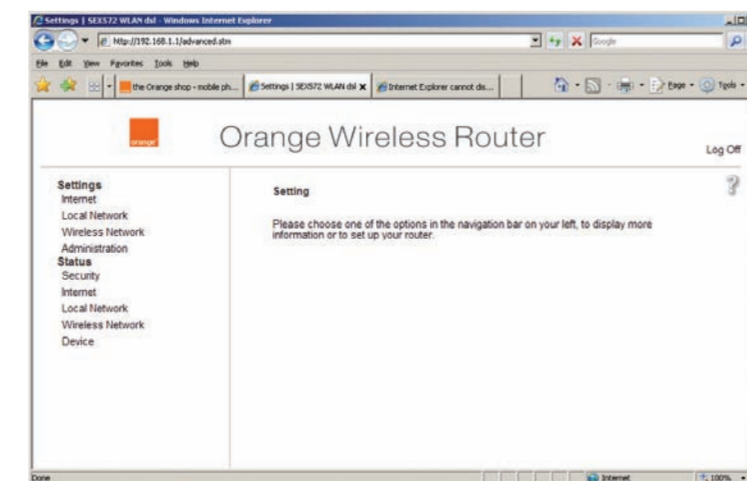 Settings | SEX572 WLAN dsl - Windows Internet Explorer
http://192.168.1.1/advanced.stm
Google
File Edit View Favorites Tools Help
the Orange shop - mobile ph...
Settings | SEX572 WLAN dsl
Internet Explorer cannot dis...
Page
Tools
orange
Orange Wireless Router
Log Off
?
Settings
Internet
Local Network
Wireless Network
Administration
Status
Security
Internet
Local Network
Wireless Network
Device
Setting
Please choose one of the options in the navigation bar on your left, to display more
information or to set up your router.
Done
Internet
100%